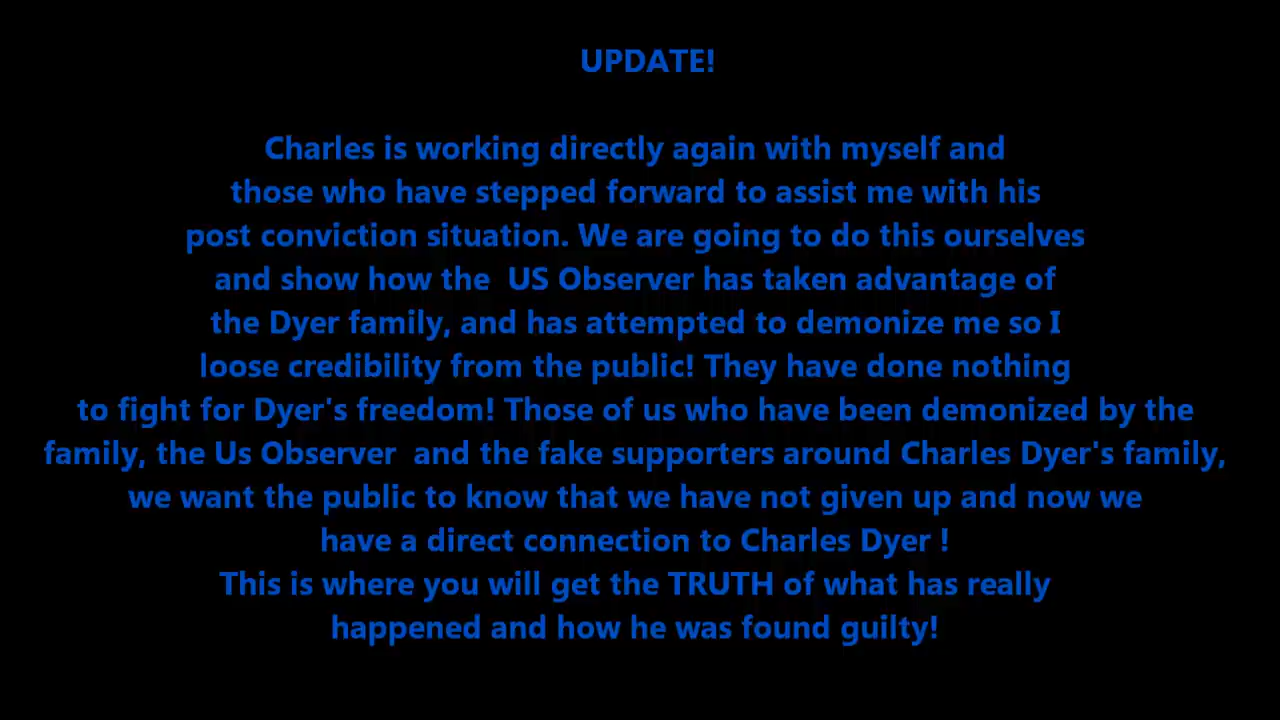 UPDATE!
Charles is working directly again with myself and
those who have stepped forward to assist me with his
post conviction situation. We are going to do this ourselves
and show how the  US Observer has taken advantage of
the Dyer family, and has attempted to demonize me so I
loose credibility from the public! They have done nothing
to fight for Dyer's freedom! Those of us who have been demonized by the
family, the Us Observer  and the fake supporters around Charles Dyer's family,
we want the public to know that we have not given up and now we
have a direct connection to Charles Dyer !
This is where you will get the TRUTH of what has really
happened and how he was found guilty!